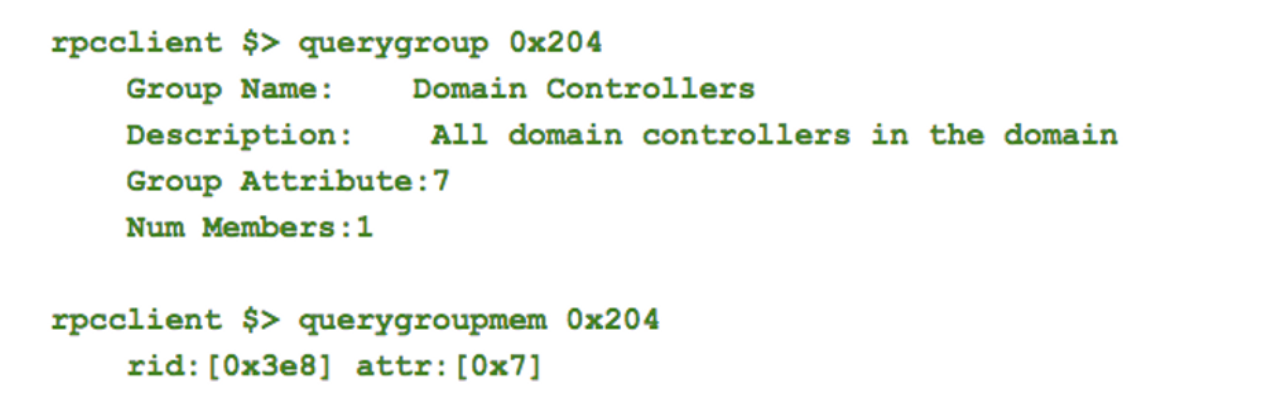 rpcclient $> querygroup 0x204
Group Name:    Domain Controllers
Description:    All domain controllers in the domain
Group Attribute:7
Num Members:1
rpcclient $> querygroupmem 0x204
rid:[0x3e8] attr:[0x7]